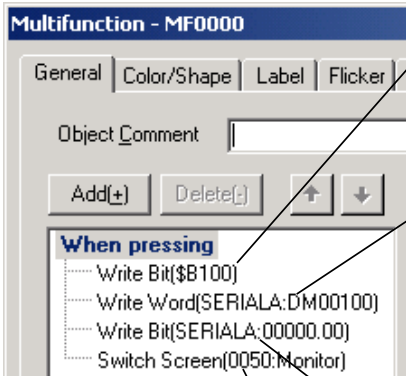 Multifunction - MF0000
General Color/Shape Label Flicker
Object Comment
Add(+) Delete(-)
When pressing
Write Bit($B100)
Write Word(SERIALA:DM00100)
Write Bit(SERIALA:00000.00)
Switch Screen(0050:Monitor)